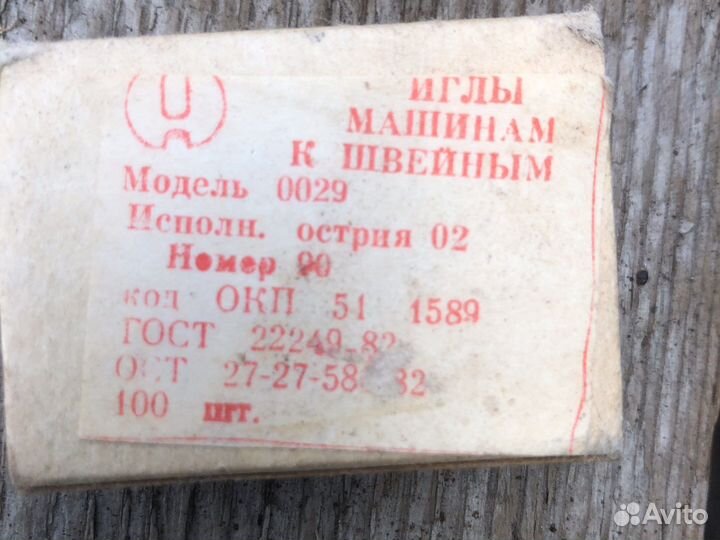 ИГЛЫ
МАШИНАМ
К ШВЕЙНЫМ
Модель 0029
Исполн. острия 02
Номер 90
код ОКП 51 1589
ГОСТ 22249-82
ОСТ 27-27-58 82
100 шт.
Avito